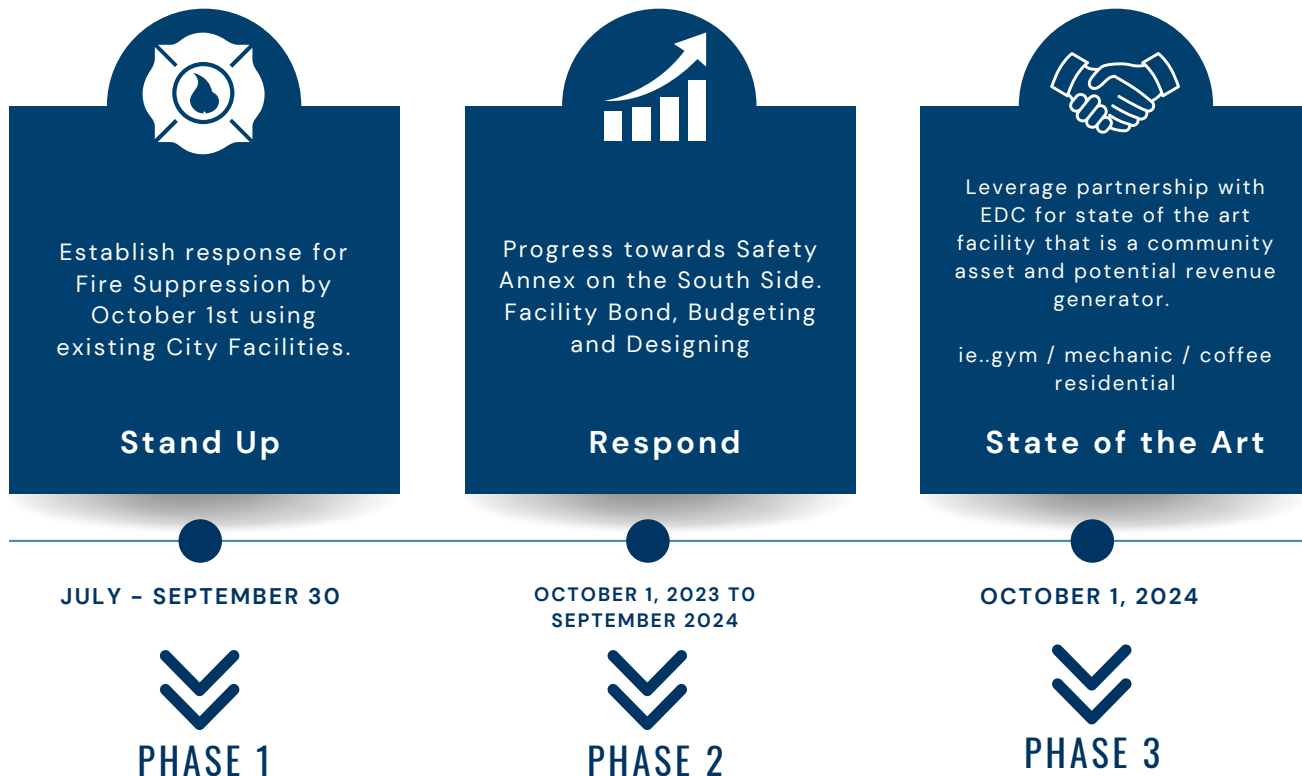 Establish response for
Fire Suppression by
October 1st using
existing City Facilities.
Stand Up
JULY – SEPTEMBER 30
PHASE 1
Progress towards Safety
Annex on the South Side.
Facility Bond, Budgeting
and Designing
Respond
OCTOBER 1, 2023 TO
SEPTEMBER 2024
PHASE 2
Leverage partnership with
EDC for state of the art
facility that is a community
asset and potential revenue
generator.
ie..gym / mechanic / coffee
residential
State of the Art
OCTOBER 1, 2024
PHASE 3